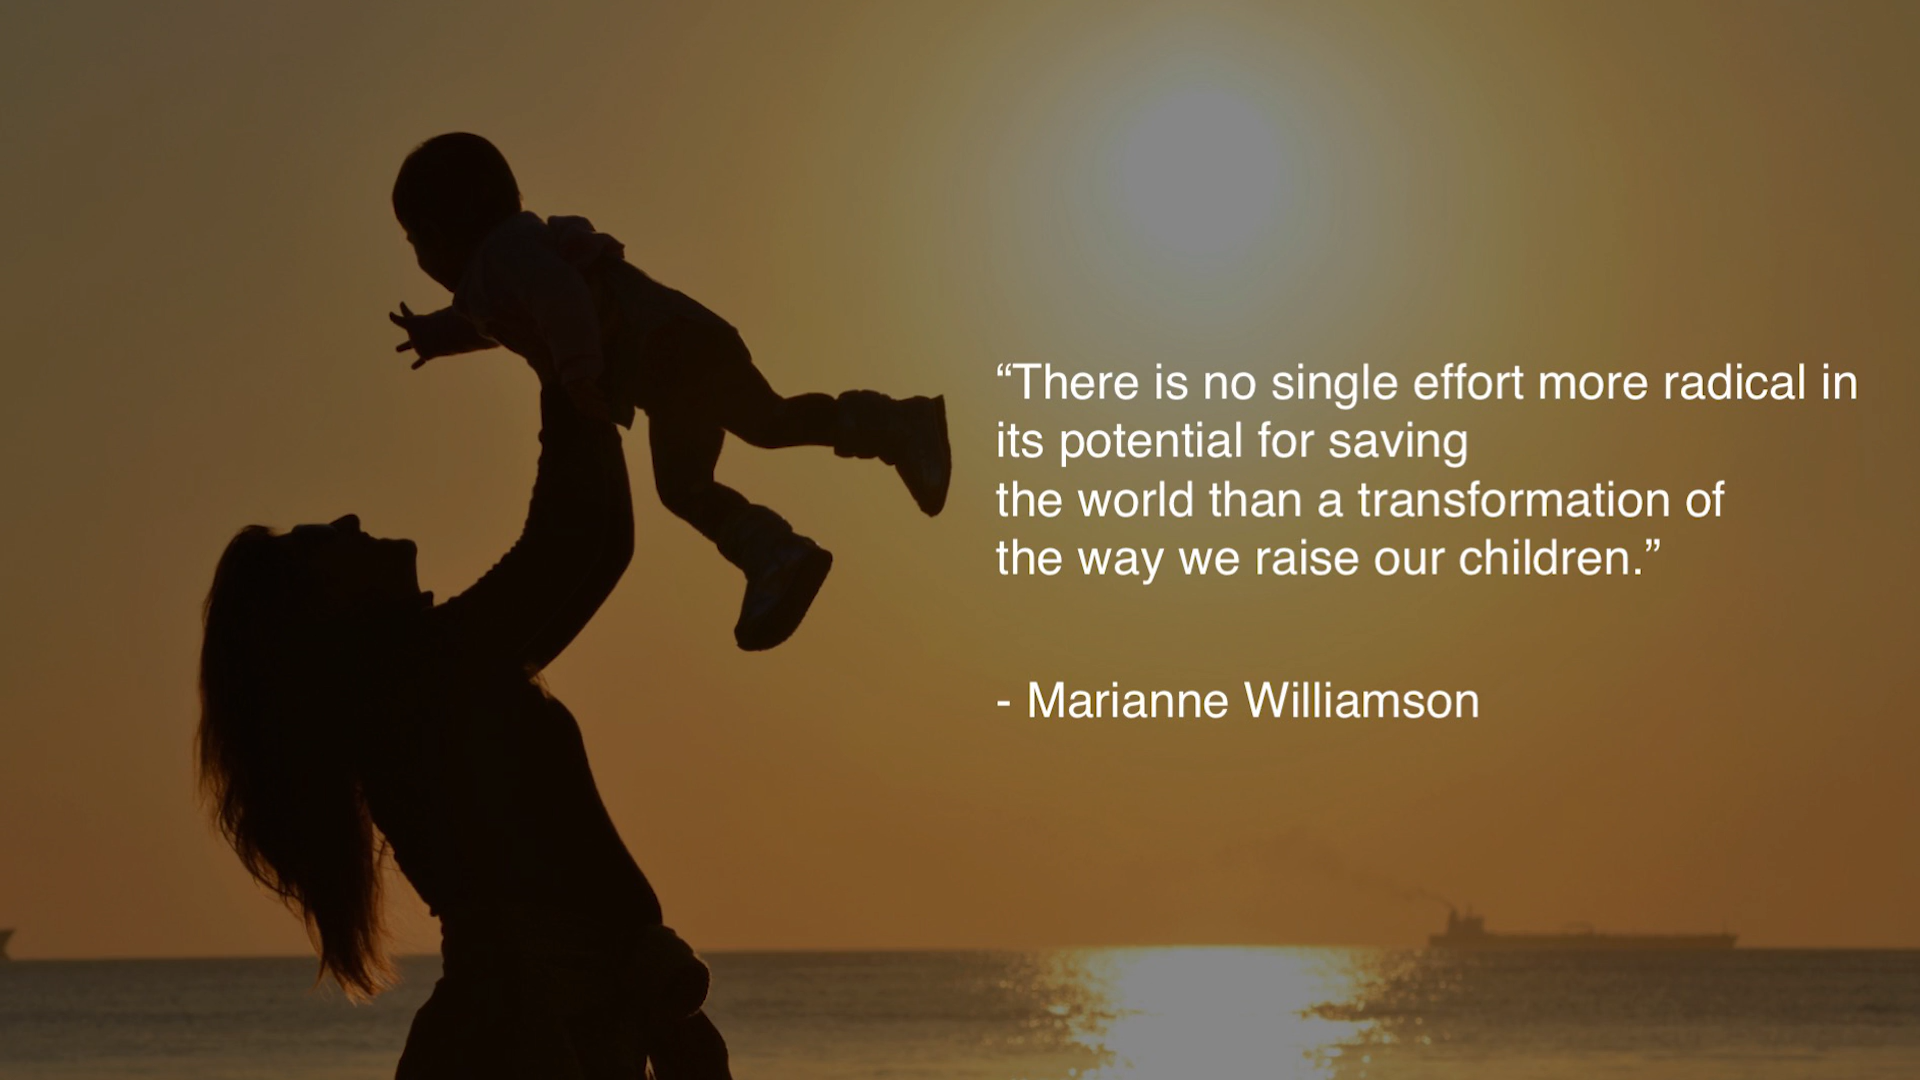 “There is no single effort more radical in
its potential for saving
the world than a transformation of
the way we raise our children.”
- Marianne Williamson